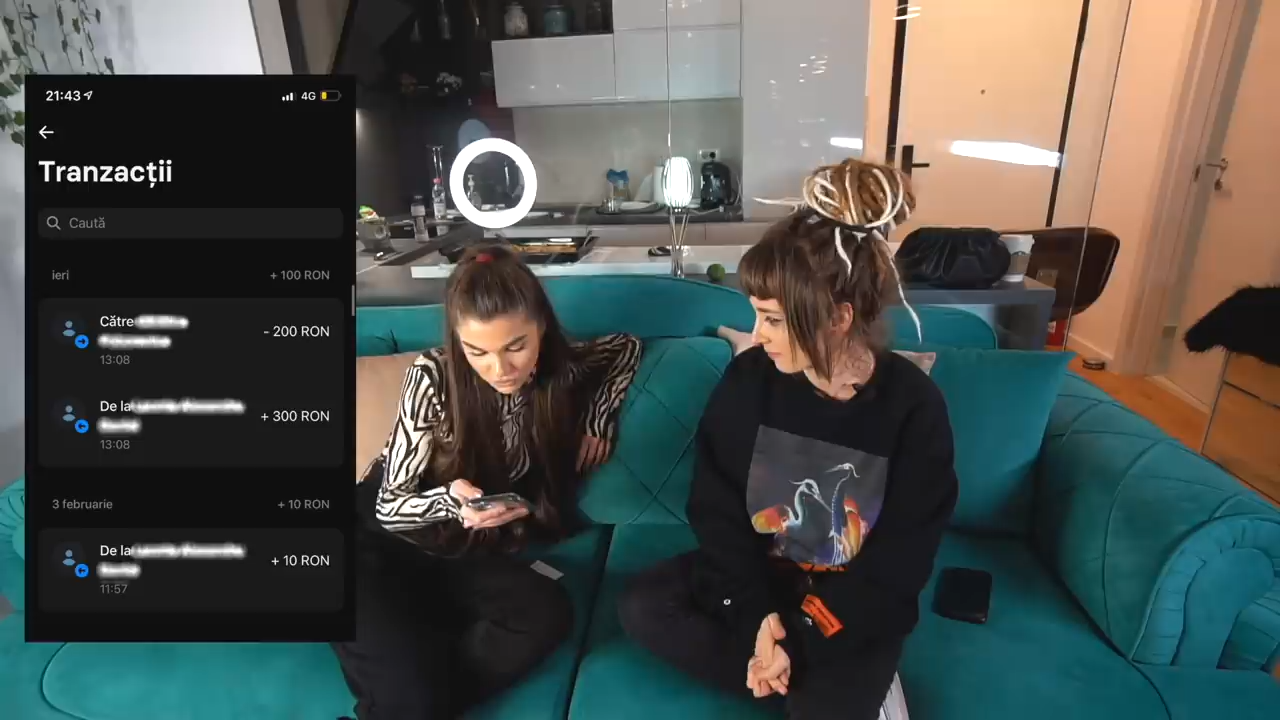 21:43
4G
Tranzacții
Caută
ieri
+ 100 RON
Către
- 200 RON
13:08
De la
+ 300 RON
13:08
3 februarie
+ 10 RON
De la
+ 10 RON
11:57